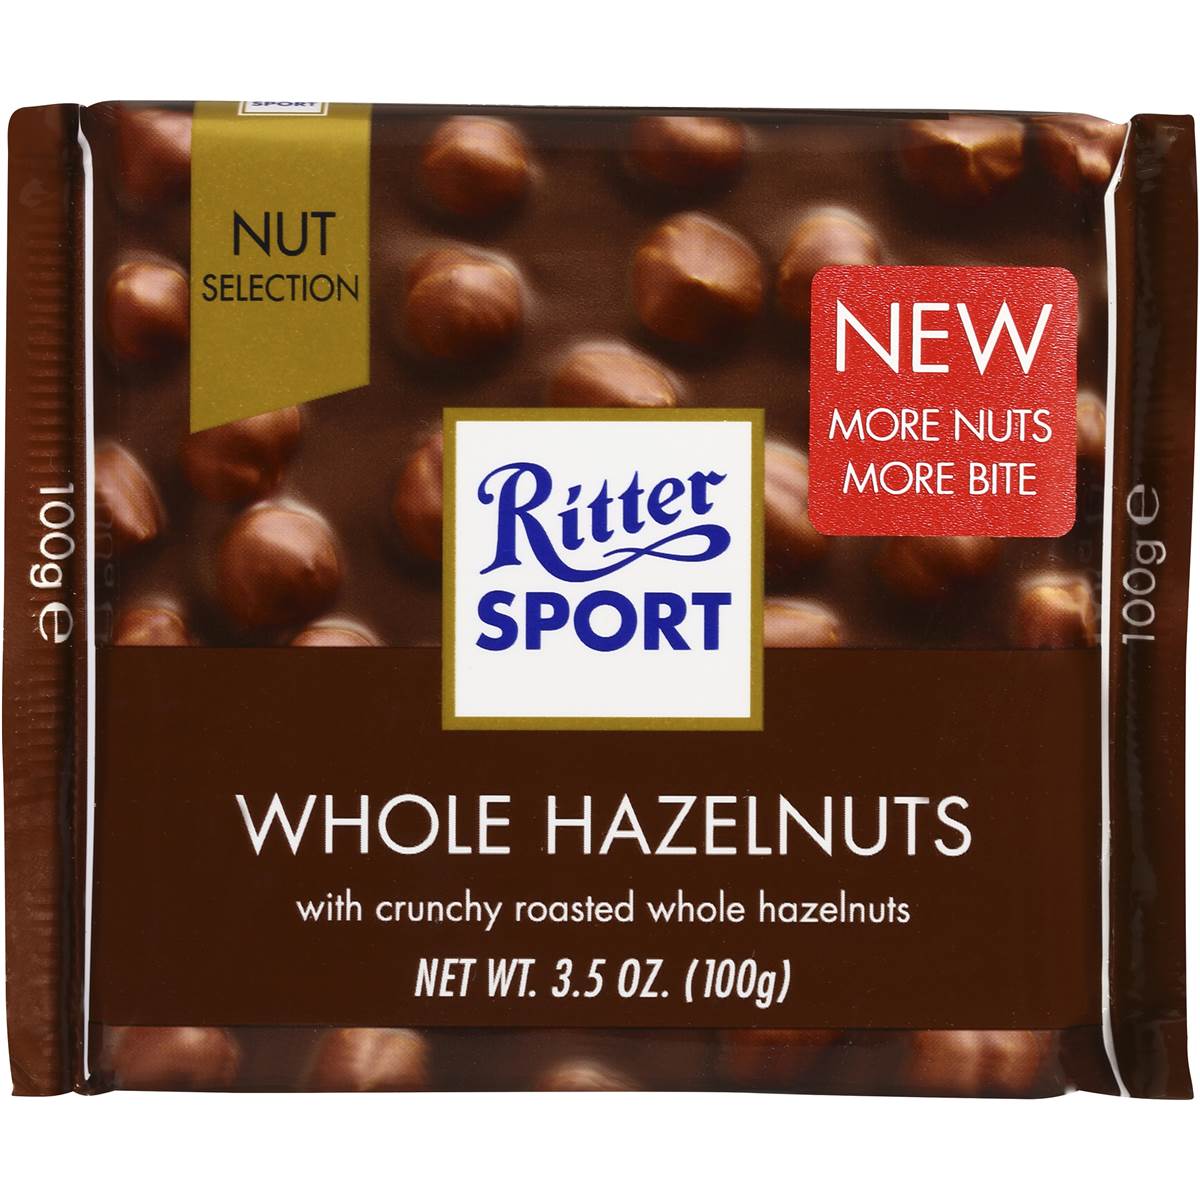 SPORT
NUT
SELECTION
NEW
MORE NUTS
MORE BITE
Ritter
SPORT
100g e
100g e
WHOLE HAZELNUTS
with crunchy roasted whole hazelnuts
NET WT. 3.5 OZ. (100g)